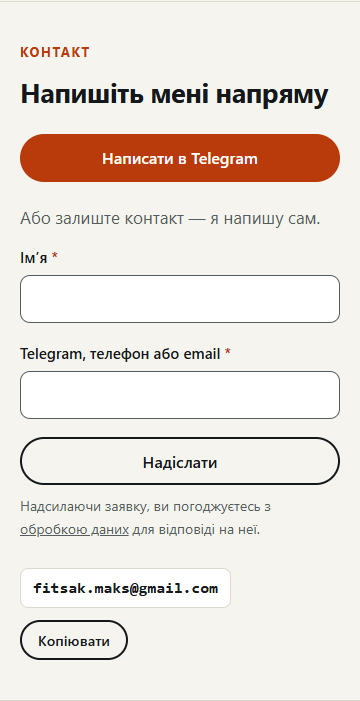 КОНТАКТ
Напишіть мені напряму
Написати в Telegram
Або залиште контакт — я напишу сам.
Ім’я *
Telegram, телефон або email *
Надіслати
Надсилаючи заявку, ви погоджуєтесь з
обробкою даних для відповіді на неї.
fitsak.maks@gmail.com
Копіювати